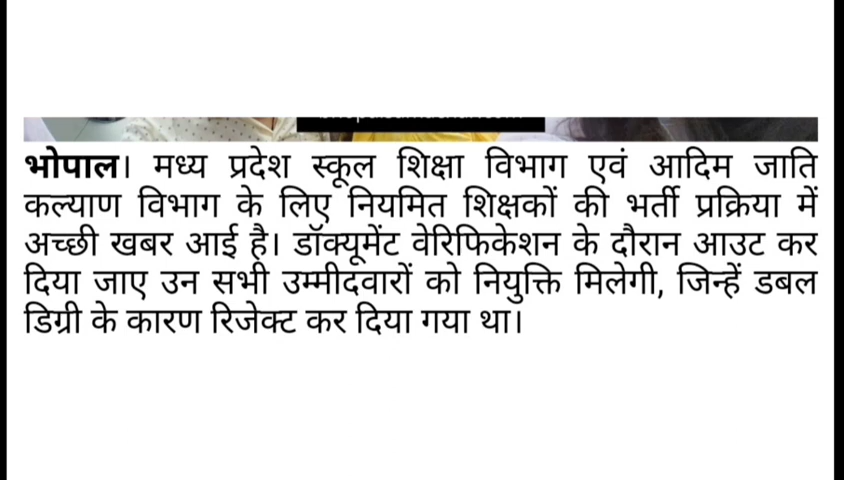 भोपाल। मध्य प्रदेश स्कूल शिक्षा विभाग एवं आदिम जाति
कल्याण विभाग के लिए नियमित शिक्षकों की भर्ती प्रक्रिया में
अच्छी खबर आई है। डॉक्यूमेंट वेरिफिकेशन के दौरान आउट कर
दिया जाए उन सभी उम्मीदवारों को नियुक्ति मिलेगी, जिन्हें डबल
डिग्री के कारण रिजेक्ट कर दिया गया था।